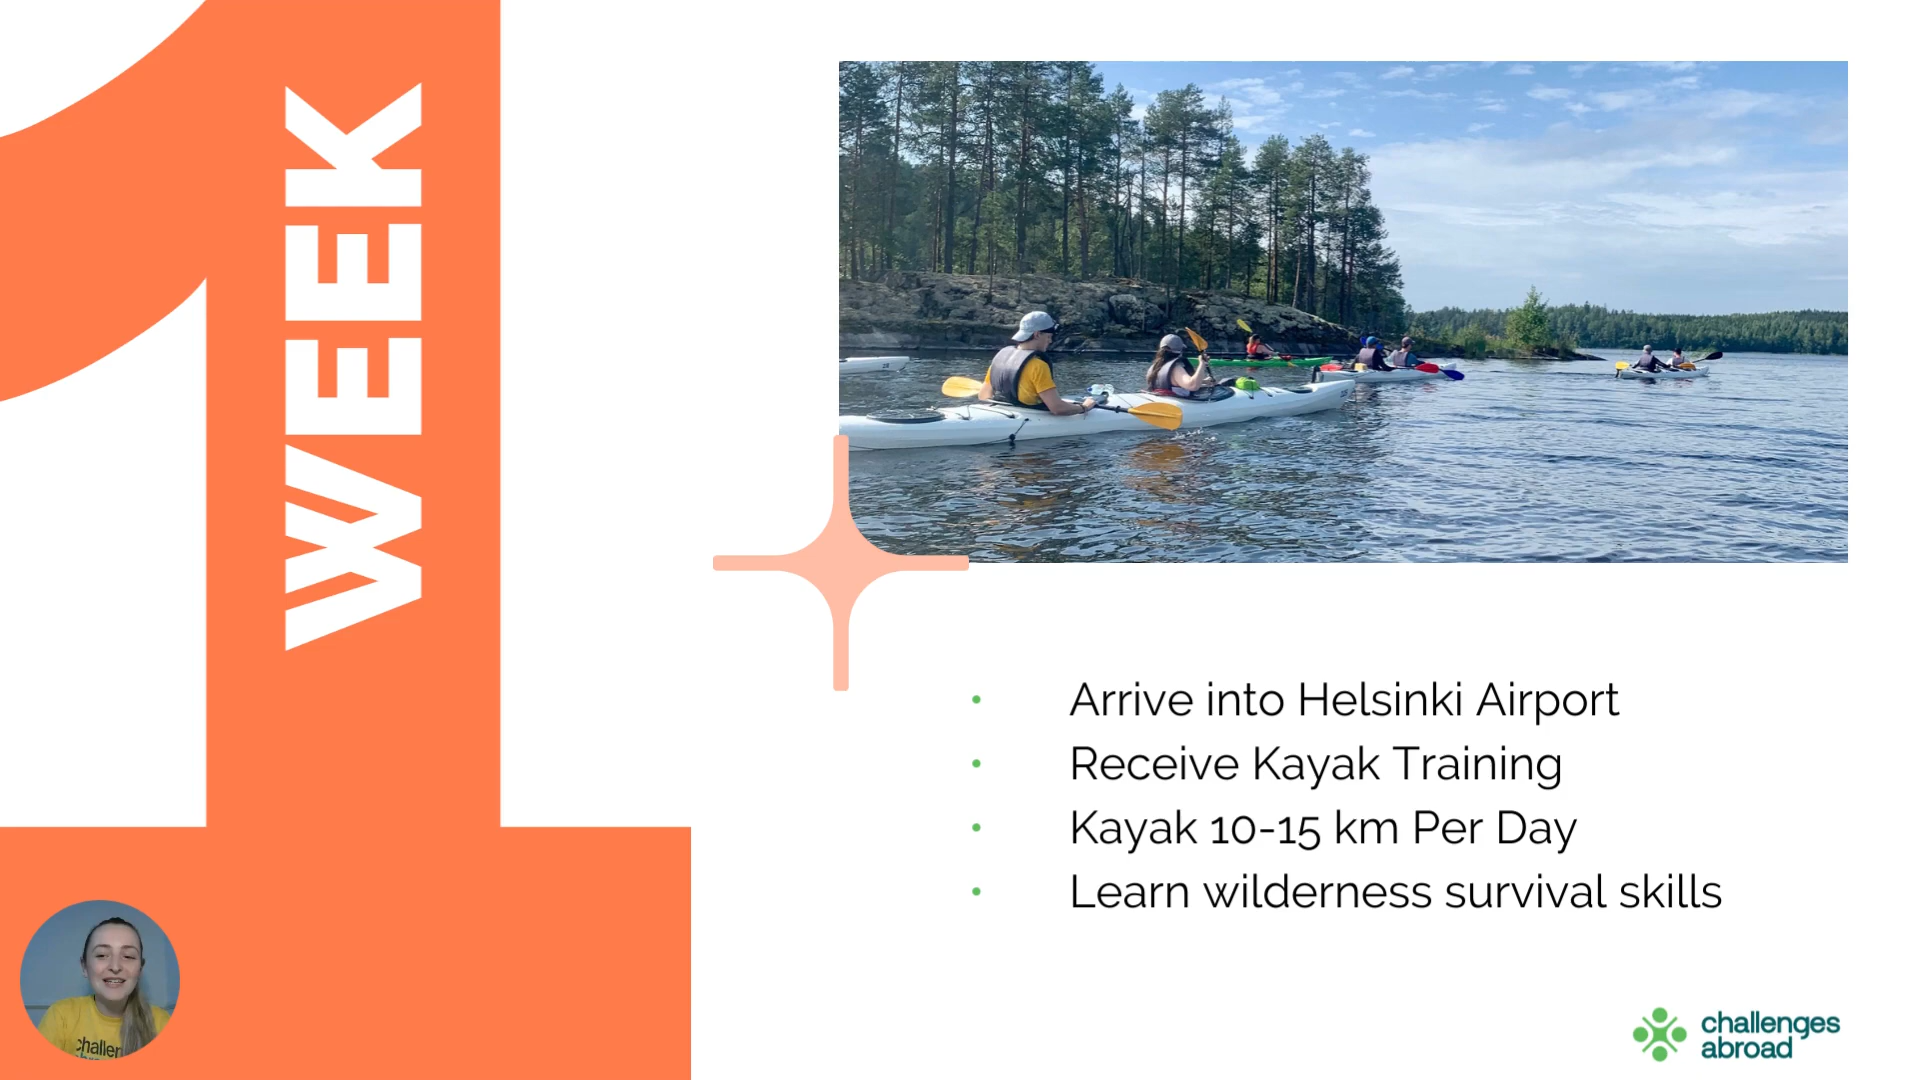 1
WEEK
Arrive into Helsinki Airport
Receive Kayak Training
Kayak 10-15 km Per Day
Learn wilderness survival skills
challenges
abroad